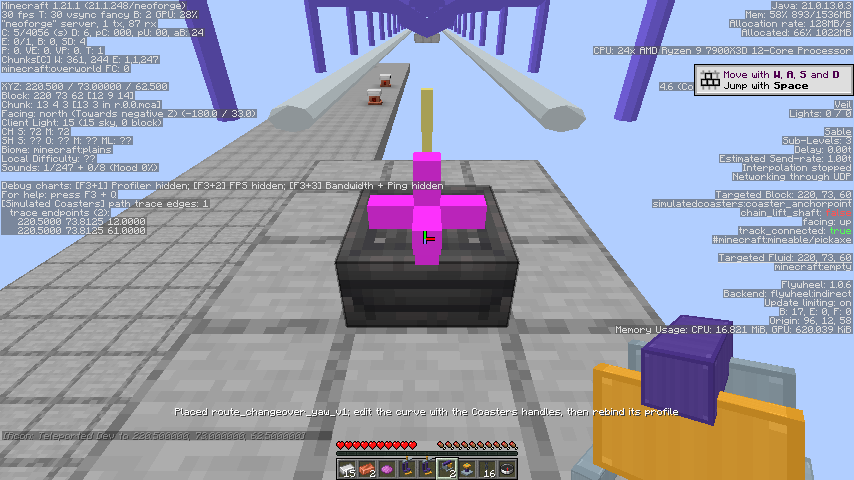 Minecraft 1.21.1 (21.1.248/neoforge)
30 fps T: 30 vsync fancy B: 2 GPU: 28%
"neoforge" server, 1 tx, 87 rx
C: 5/4056 (s) D: 6, pC: 000, pU: 00, aB: 24
E: 0/1, B: 0, SD: 4
P: 0. VE: 0. VP: 0. T: 1
Chunks[C] W: 361, 244 E: 1,1,247
minecraft:overworld FC: 0
XYZ: 220.500 / 73.00000 / 62.500
Block: 220 73 62 [12 9 14]
Chunk: 13 4 3 [13 3 in r.0.0.mca]
Facing: north (Towards negative Z) (-180.0 / 33.0)
Client Light: 15 (15 sky, 0 block)
CH S: 72 M: 72
SH S: ?? O: ?? M: ?? ML: ??
Biome: minecraft:plains
Local Difficulty: ??
Sounds: 1/247 + 0/8 (Mood 0%)
Debug charts: [F3+1] Profiler hidden; [F3+2] FPS hidden; [F3+3] Bandwidth + Ping hidden
For help: press F3 + Q
[Simulated Coasters] path trace edges: 1
trace endpoints (2):
220.5000 73.8125 12.0000
220.5000 73.8125 61.0000
Java: 21.0.13.0.3
Mem: 58% 893/1536MB
Allocation rate: 128MB/s
Allocated: 66% 1022MB
CPU: 24x AMD Ryzen 9 7900X3D 12-Core Processor
Move with W, A, S and D
Jump with Space
4.6 (Co
Veil
Lights: 0 / 0
Sable
Sub-Levels: 3
Delay: 0.00t
Estimated Send-rate: 1.00t
Interpolation stopped
Networking through UDP
Targeted Block: 220, 73, 60
simulatedcoasters:coaster_anchorpoint
chain_lift_shaft:
facing: up
track_connected: true
#minecraft:mineable/pickaxe
Targeted Fluid: 220, 73, 60
minecraft:empty
Flywheel: 1.0.6
Backend: flywheel:indirect
Update limiting: on
B: 17, E: 0, F: 0
Origin: 96, 12, 58
Memory Usage: CPU: 16.821 MiB, GPU: 620.039 KiB
Placed route_changeover_yaw_v1; edit the curve with the Coasters handles, then rebind its profile
Teleported Dev to 220.500000, 73.000000, 62.500000]
15
2
2
16